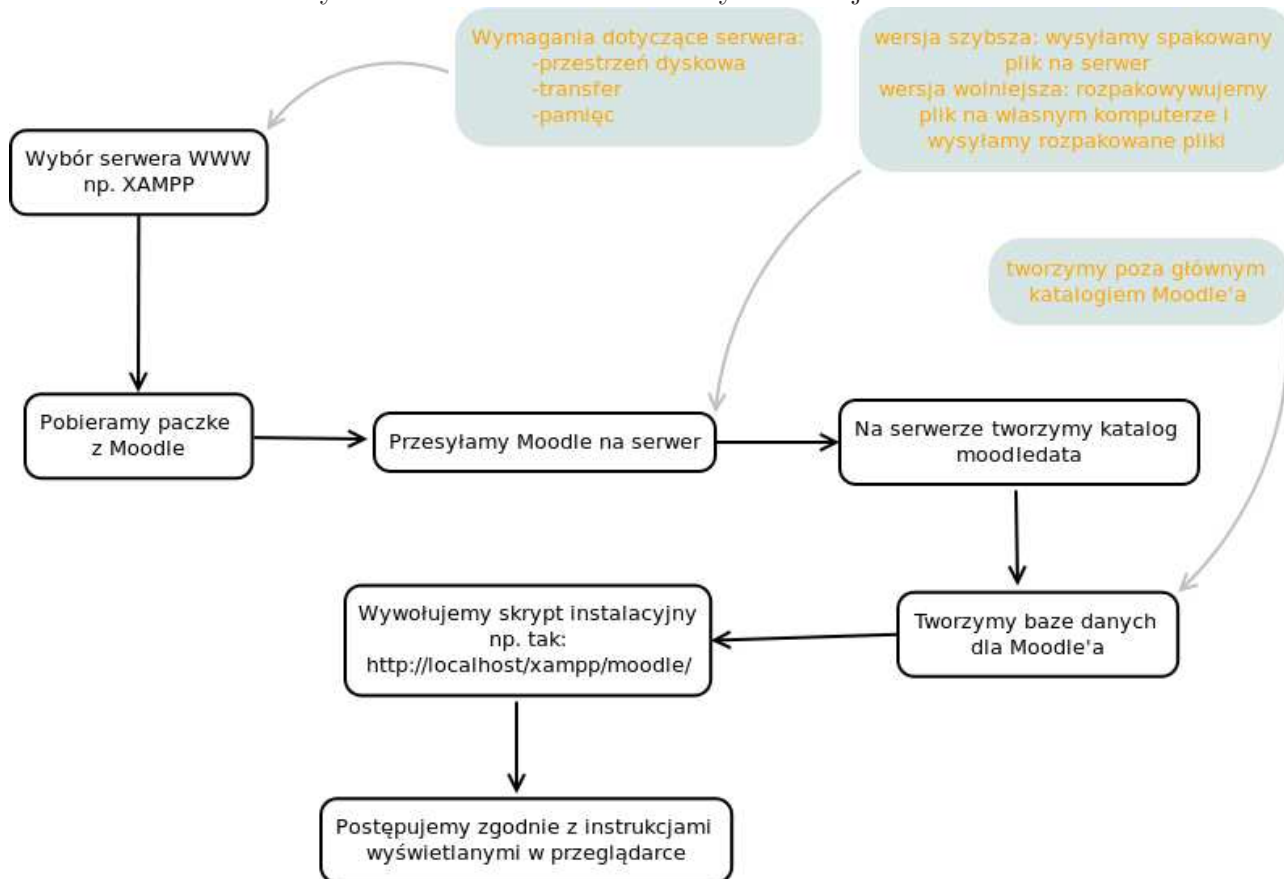 Wymagania dotyczące serwera:
-przestrzeń dyskowa
-transfer
-pamięc
wersja szybsza: wysyłamy spakowany
plik na serwer
wersja wolniejsza: rozpakowywujemy
plik na własnym komputerze i
wysyłamy rozpakowane pliki
Wybór serwera WWW
np. XAMPP
tworzymy poza głównym
katalogiem Moodle'a
Pobieramy paczke
z Moodle
Przesyłamy Moodle na serwer
Na serwerze tworzymy katalog
moodledata
Tworzymy baze danych
dla Moodle'a
Wywołujemy skrypt instalacyjny
np. tak:
http://localhost/xampp/moodle/
Postępujemy zgodnie z instrukcjami
wyświetlanymi w przeglądarce